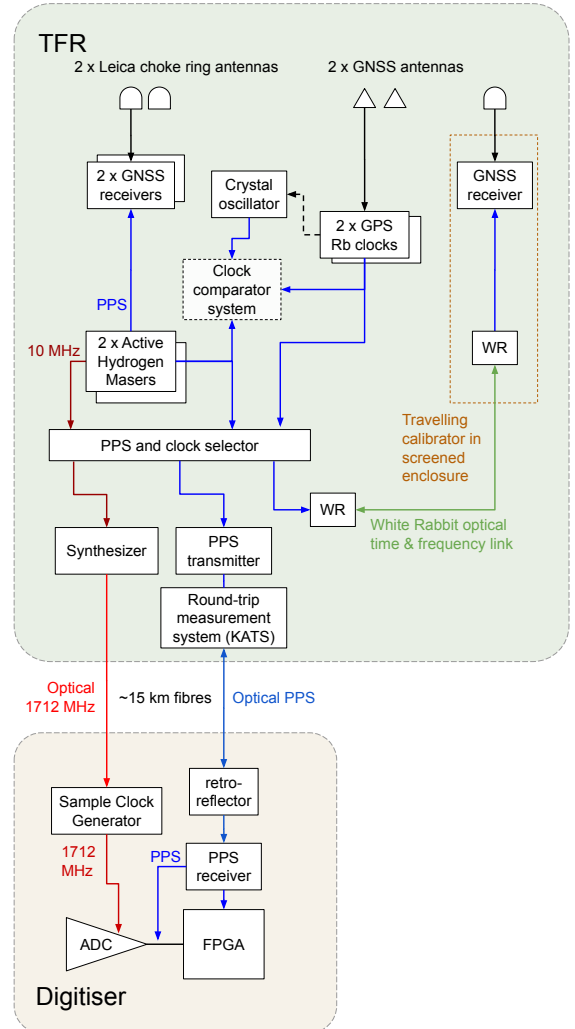 TFR
2 x Leica choke ring antennas
2 x GNSS antennas
2 x GNSS
receivers
Crystal
oscillator
2 x GPS
Rb clocks
GNSS
receiver
Clock
comparator
system
PPS
10 MHz
2 x Active
Hydrogen
Masers
WR
Travelling
calibrator in
screened
enclosure
PPS and clock selector
WR
White Rabbit optical
time & frequency link
Synthesizer
PPS
transmitter
Round-trip
measurement
system (KATS)
Optical
1712 MHz
~15 km fibres
Optical PPS
retro-
reflector
Sample Clock
Generator
1712
MHz
PPS
PPS
receiver
ADC
FPGA
Digitiser